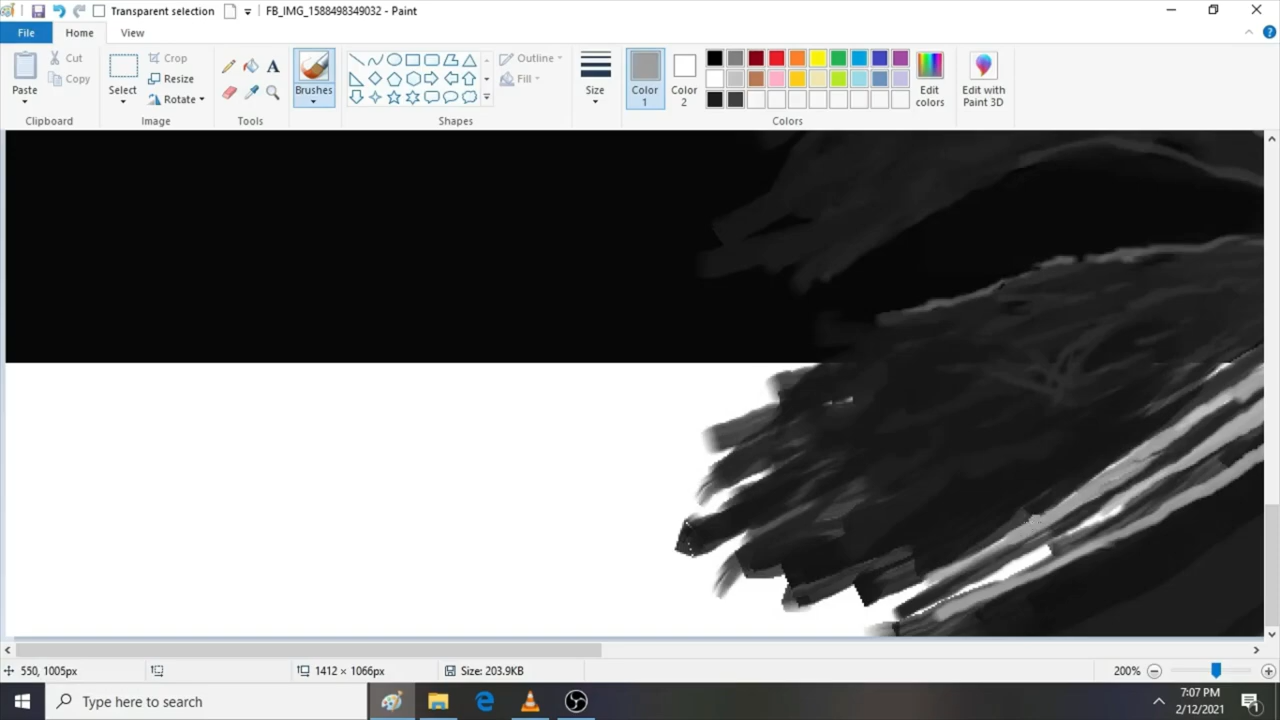 Transparent selection FB_IMG_1588498349032 - Paint
File Home View
Paste Cut Copy Select Crop Resize Rotate A Brushes Outline Fill Size Color 1 Color 2 Edit colors Edit with Paint 3D
Clipboard Image Tools Shapes Colors
550, 1005px 1412 × 1066px Size: 203.9KB 200%
Type here to search 7:07 PM
2/12/2021 1